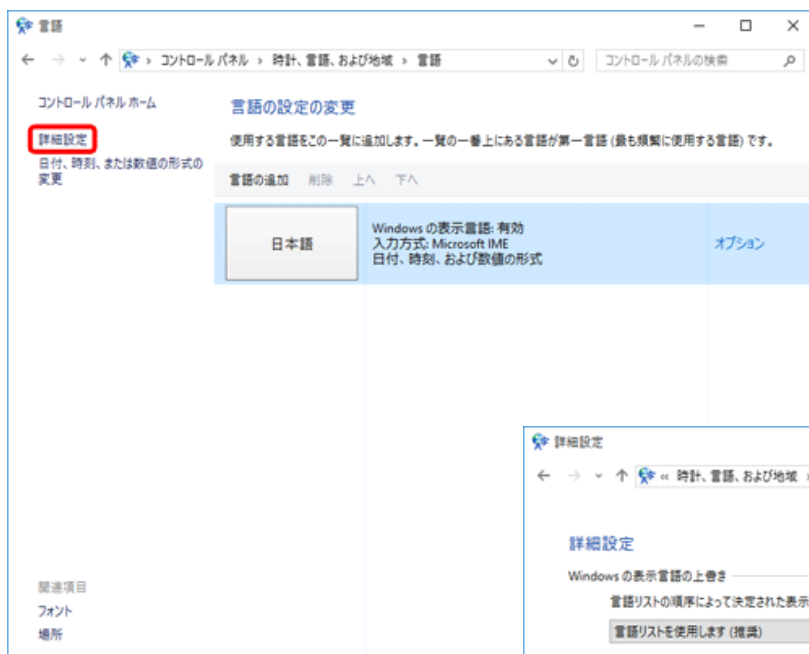 言語
コントロール パネル › 時計、言語、および地域 › 言語
コントロール パネルの検索
コントロール パネル ホーム
詳細設定
日付、時刻、または数値の形式の
変更
言語の設定の変更
使用する言語をこの一覧に追加します。一覧の一番上にある言語が第一言語 (最も頻繁に使用する言語) です。
言語の追加 削除 上へ 下へ
日本語
Windows の表示言語: 有効
入力方式: Microsoft IME
日付、時刻、および数値の形式
オプション
関連項目
フォント
場所
詳細設定
« 時計、言語、および地域 ›
詳細設定
Windows の表示言語の上書き
言語リストの順序によって決定された表示
言語リストを使用します (推奨)